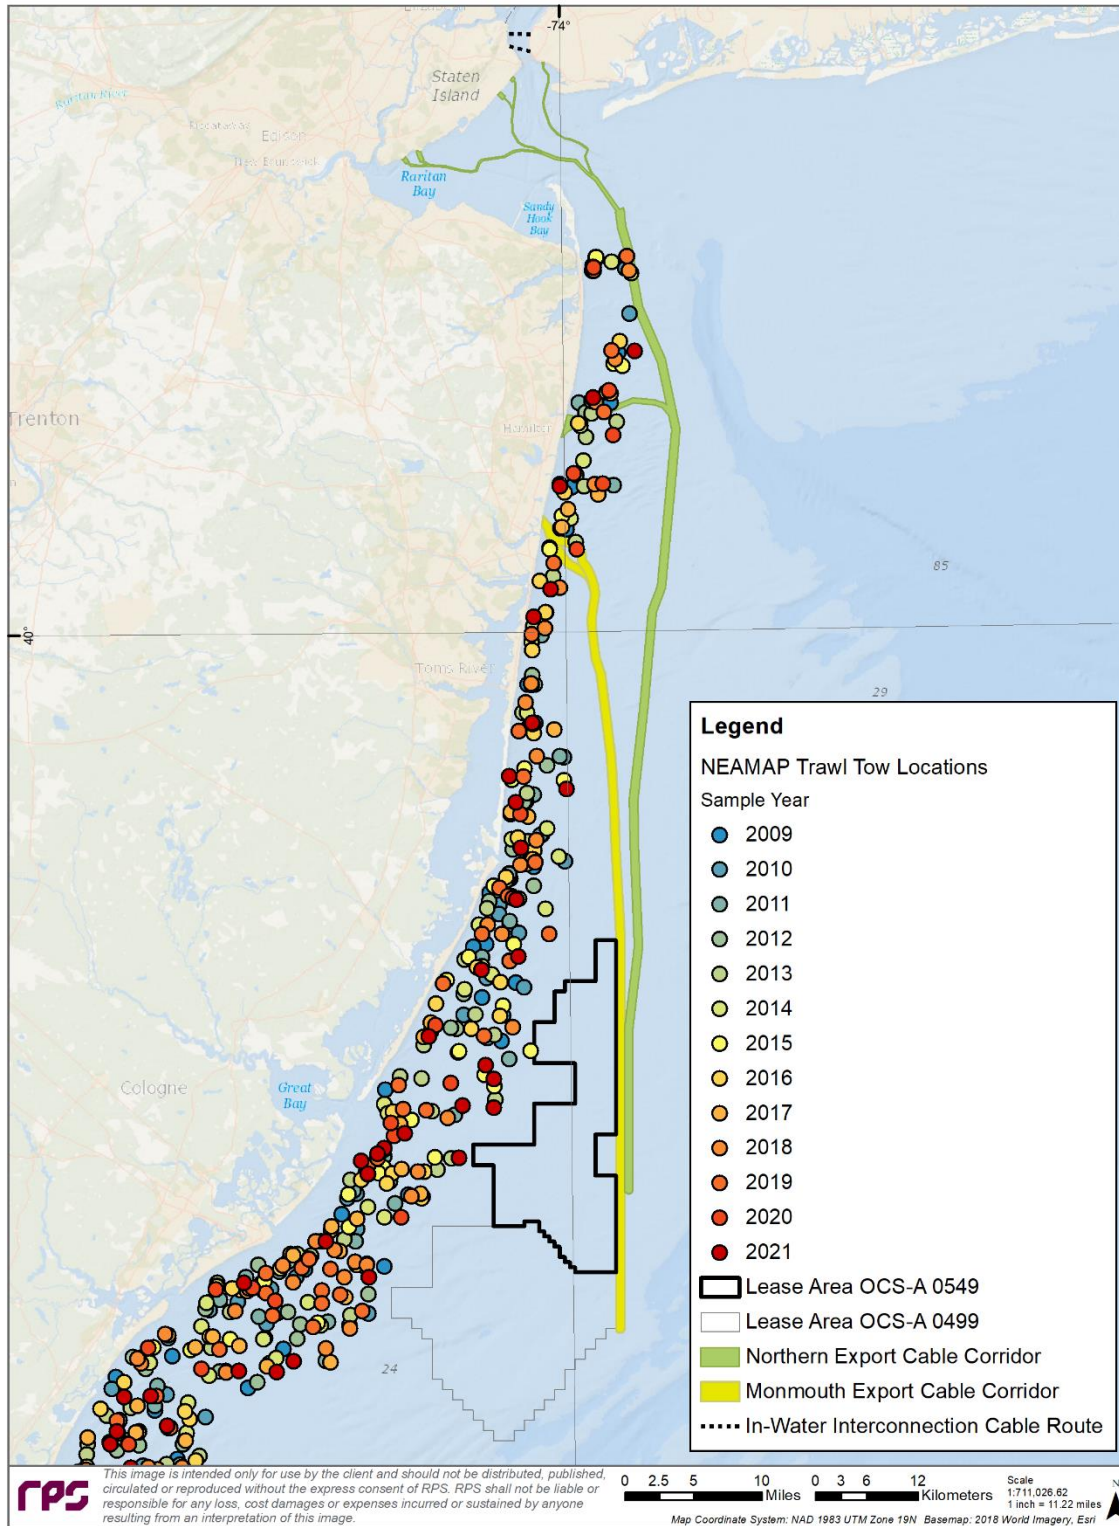 -74°
Staten
Island
Raritan River
Piscataway
Edison
New Brunswick
Raritan
Bay
Sandy
Hook
Bay
Trenton
Hamilton
85
40°
Toms River
29
Legend
NEAMAP Trawl Tow Locations
Sample Year
2009
2010
2011
2012
2013
2014
2015
2016
2017
2018
2019
2020
2021
Lease Area OCS-A 0549
Lease Area OCS-A 0499
Northern Export Cable Corridor
Monmouth Export Cable Corridor
In-Water Interconnection Cable Route
Cologne
Great
Bay
24
RPS
This image is intended only for use by the client and should not be distributed, published,
circulated or reproduced without the express consent of RPS. RPS shall not be liable or
responsible for any loss, cost damages or expenses incurred or sustained by anyone
resulting from an interpretation of this image.
0 2.5 5 10
Miles
0 3 6 12
Kilometers
Scale
1:711,026.62
1 inch = 11.22 miles
N
Map Coordinate System: NAD 1983 UTM Zone 19N Basemap: 2018 World Imagery, Esri